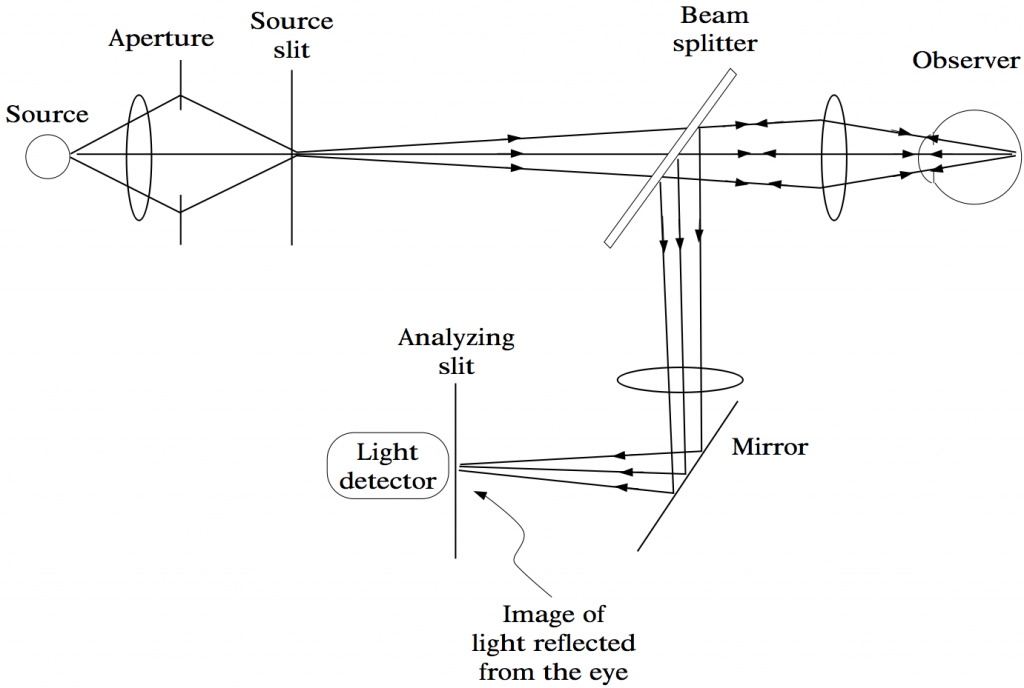 Source
Aperture
Source
slit
Beam
splitter
Observer
Analyzing
slit
Light
detector
Mirror
Image of
light reflected
from the eye